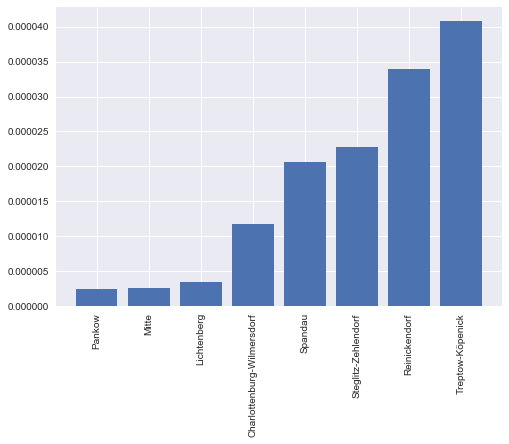 0.000040
0.000035
0.000030
0.000025
0.000020
0.000015
0.000010
0.000005
0.000000
Pankow
Mitte
Lichtenberg
Charlottenburg-Wilmersdorf
Spandau
Steglitz-Zehlendorf
Reinickendorf
Treptow-Köpenick